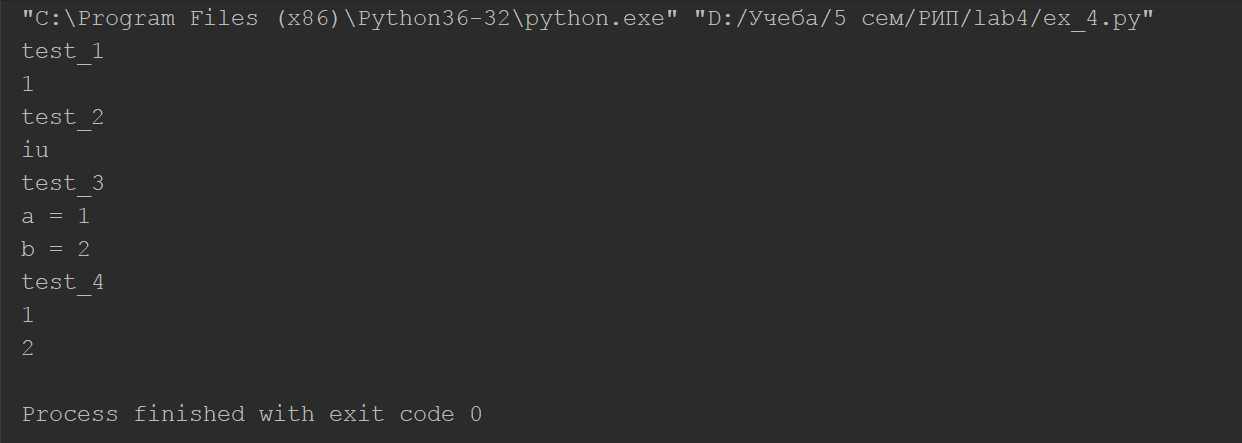 "C:\Program Files (x86)\Python36-32\python.exe" "D:/Учеба/5 сем/РИП/lab4/ex_4.py"
test_1
1
test_2
iu
test_3
a = 1
b = 2
test_4
1
2
Process finished with exit code 0